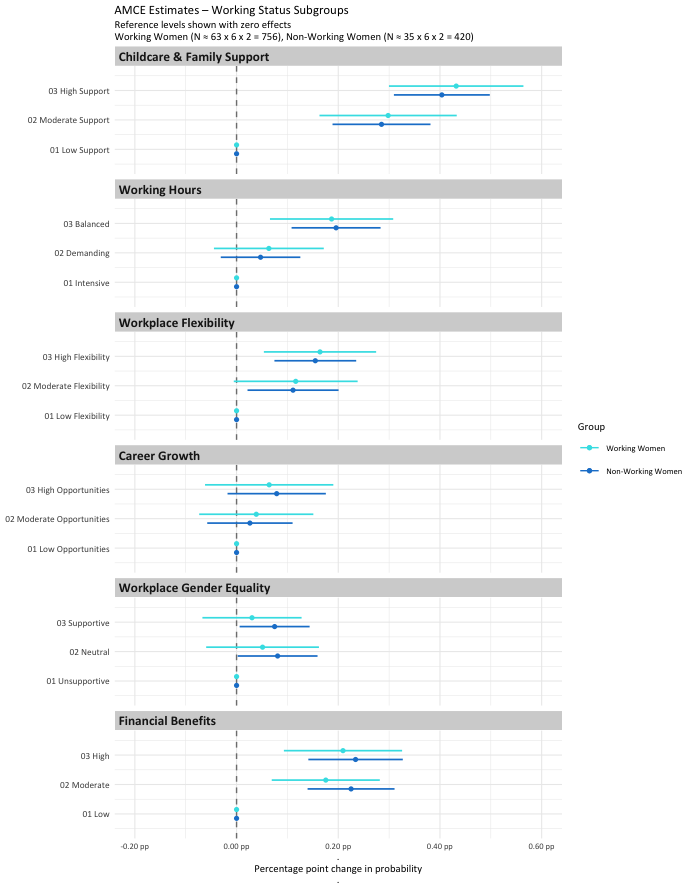 AMCE Estimates – Working Status Subgroups
Reference levels shown with zero effects
Working Women (N ≈ 63 x 6 x 2 = 756), Non-Working Women (N ≈ 35 x 6 x 2 = 420)
Childcare & Family Support
03 High Support
02 Moderate Support
01 Low Support
Working Hours
03 Balanced
02 Demanding
01 Intensive
Workplace Flexibility
03 High Flexibility
02 Moderate Flexibility
01 Low Flexibility
Group
Working Women
Non-Working Women
Career Growth
03 High Opportunities
02 Moderate Opportunities
01 Low Opportunities
Workplace Gender Equality
03 Supportive
02 Neutral
01 Unsupportive
Financial Benefits
03 High
02 Moderate
01 Low
-0.20 pp 0.00 pp 0.20 pp 0.40 pp 0.60 pp
Percentage point change in probability